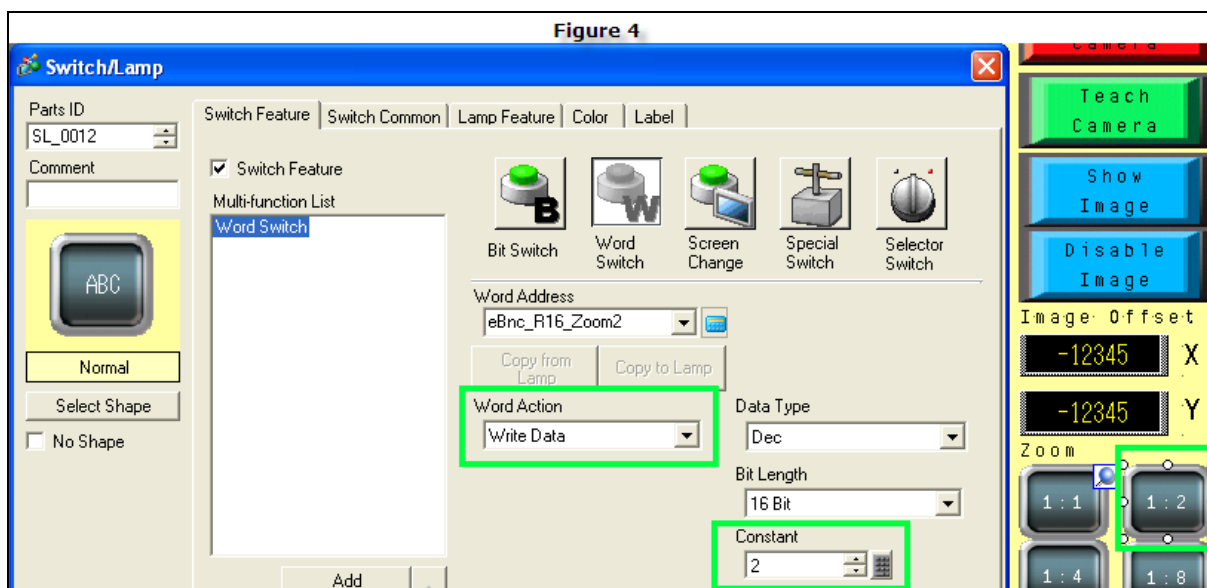 Figure 4
Switch/Lamp
Parts ID
SL_0012
Comment
ABC
Normal
Select Shape
No Shape
Switch Feature
Switch Common
Lamp Feature
Color
Label
Switch Feature
Multi-function List
Word Switch
Add
B
Bit Switch
W
Word
Switch
Screen
Change
Special
Switch
Selector
Switch
Word Address
eBnc_R16_Zoom2
Copy from
Lamp
Copy to Lamp
Word Action
Write Data
Data Type
Dec
Bit Length
16 Bit
Constant
2
Camera
Teach
Camera
Show
Image
Disable
Image
Image Offset
-12345 X
-12345 Y
Zoom
1:1
1:2
1:4
1:8